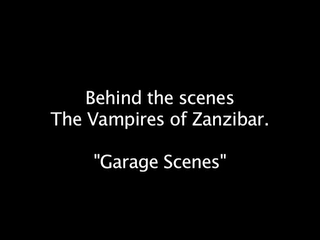 Behind the scenes
The Vampires of Zanzibar.
"Garage Scenes"